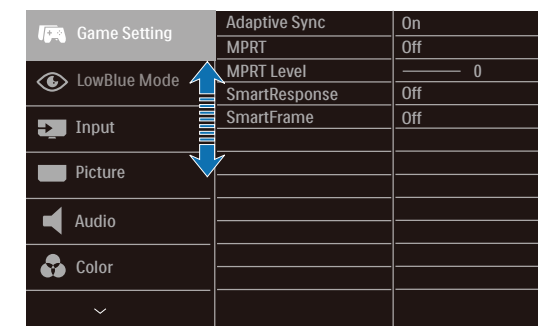 Game Setting
LowBlue Mode
Input
Picture
Audio
Color
Adaptive Sync On
MPRT Off
MPRT Level 0
SmartResponse Off
SmartFrame Off